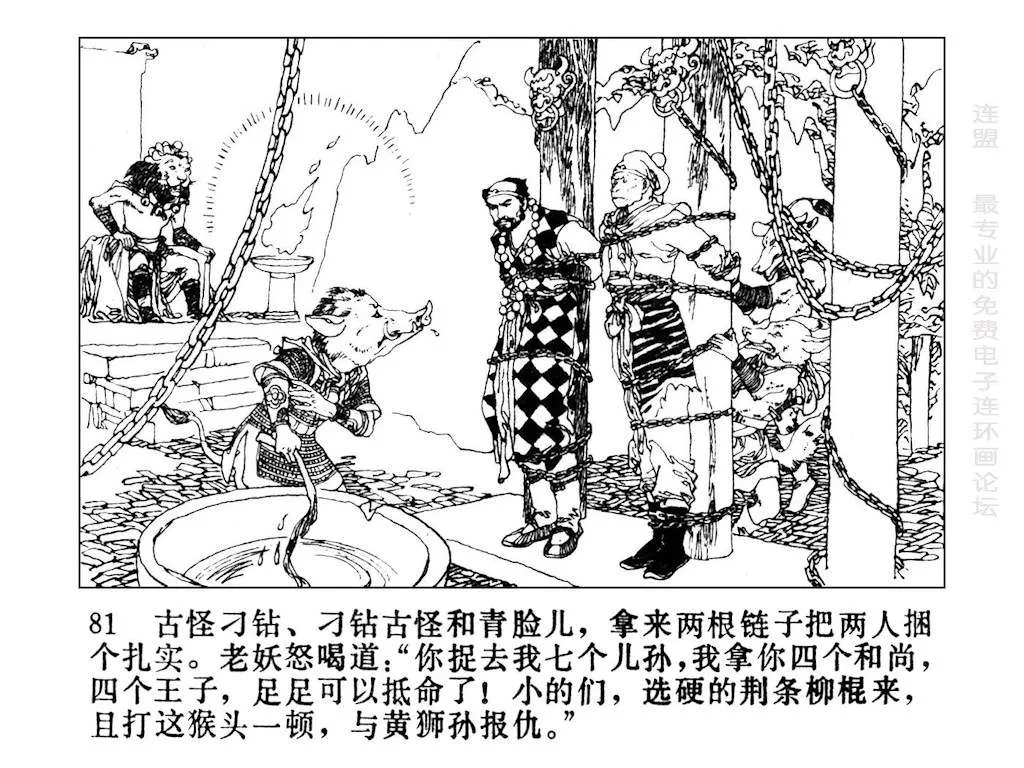 81 古怪刁钻、刁钻古怪和青脸儿，拿来两根链子把两人捆
个扎实。老妖怒喝道：“你捉去我七个儿孙，我拿你四个和尚，
四个王子，足足可以抵命了！小的们，选硬的荆条柳棍来，
且打这猴头一顿，与黄狮孙报仇。”
连盟 最专业的免费电子连环画论坛